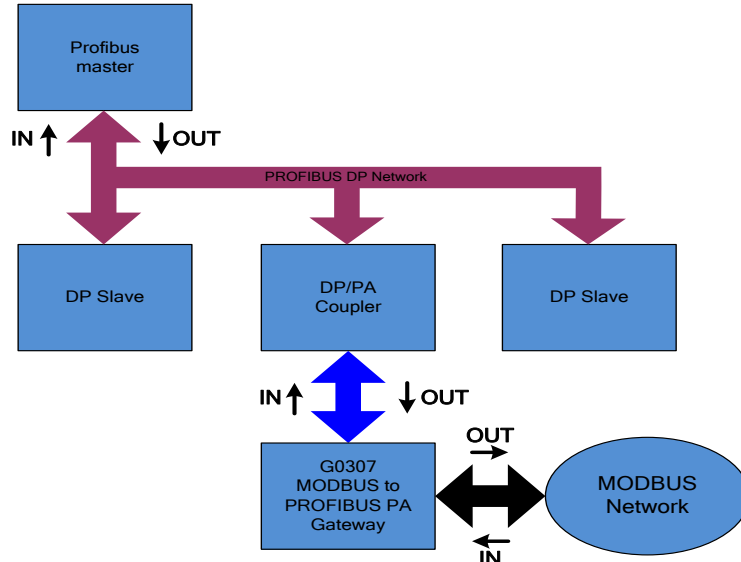 Profibus
master
IN
OUT
PROFIBUS DP Network
DP Slave
DP/PA
Coupler
DP Slave
IN
OUT
G0307
MODBUS to
PROFIBUS PA
Gateway
OUT
IN
MODBUS
Network